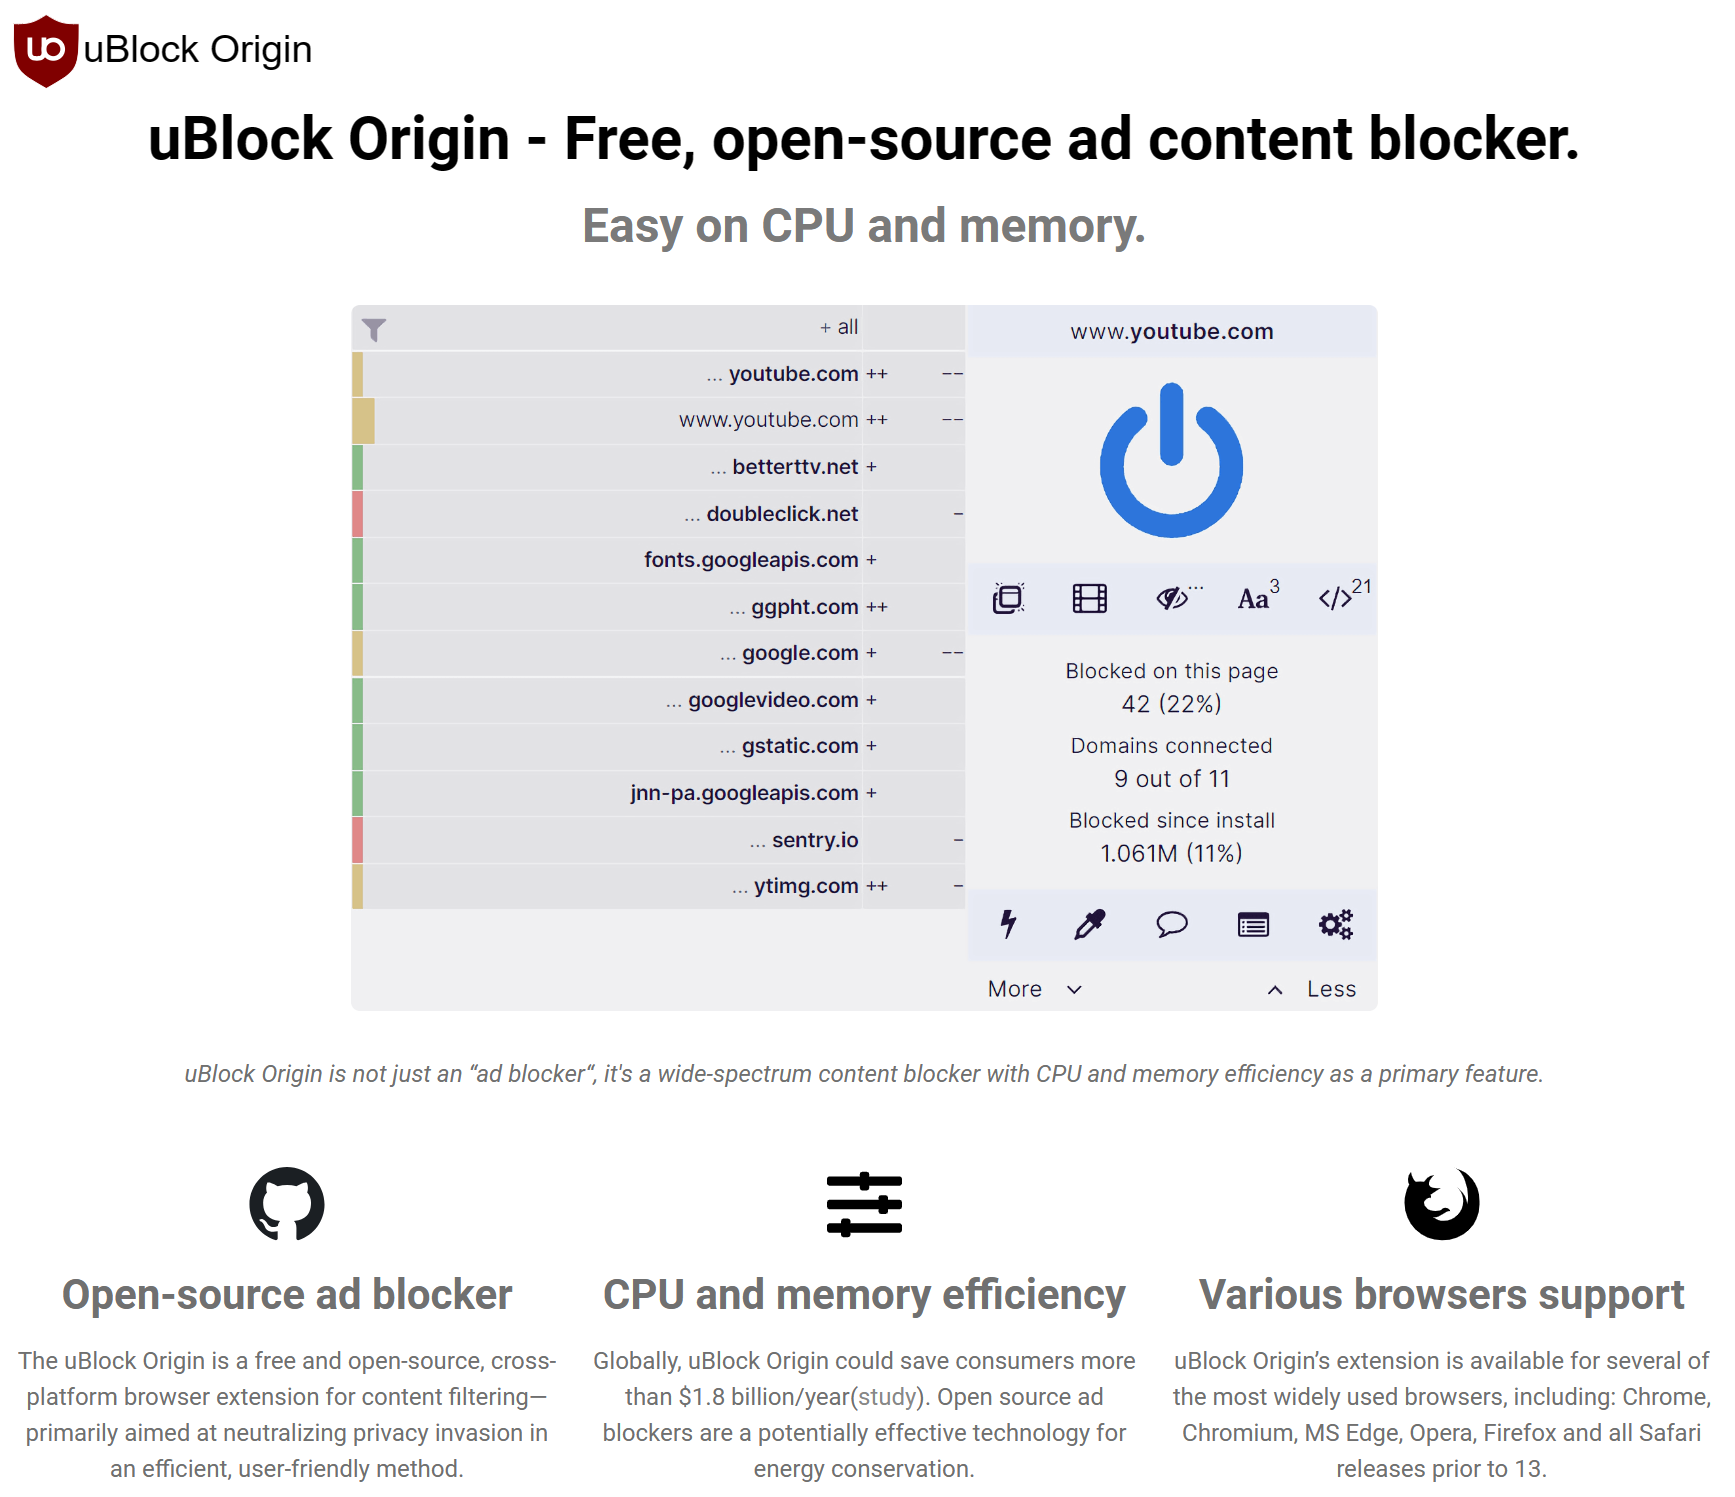 uBlock Origin
uBlock Origin - Free, open-source ad content blocker.
Easy on CPU and memory.
+ all
... youtube.com ++ −−
www.youtube.com ++ −−
... betterttv.net +
... doubleclick.net −
fonts.googleapis.com +
... ggpht.com ++
... google.com + −−
... googlevideo.com +
... gstatic.com +
jnn-pa.googleapis.com +
... sentry.io −
... ytimg.com ++ −
www.youtube.com
... Aa 3 </> 21
Blocked on this page
42 (22%)
Domains connected
9 out of 11
Blocked since install
1.061M (11%)
More Less
uBlock Origin is not just an “ad blocker“, it's a wide-spectrum content blocker with CPU and memory efficiency as a primary feature.
Open-source ad blocker
The uBlock Origin is a free and open-source, cross-
platform browser extension for content filtering—
primarily aimed at neutralizing privacy invasion in
an efficient, user-friendly method.
CPU and memory efficiency
Globally, uBlock Origin could save consumers more
than $1.8 billion/year(study). Open source ad
blockers are a potentially effective technology for
energy conservation.
Various browsers support
uBlock Origin’s extension is available for several of
the most widely used browsers, including: Chrome,
Chromium, MS Edge, Opera, Firefox and all Safari
releases prior to 13.